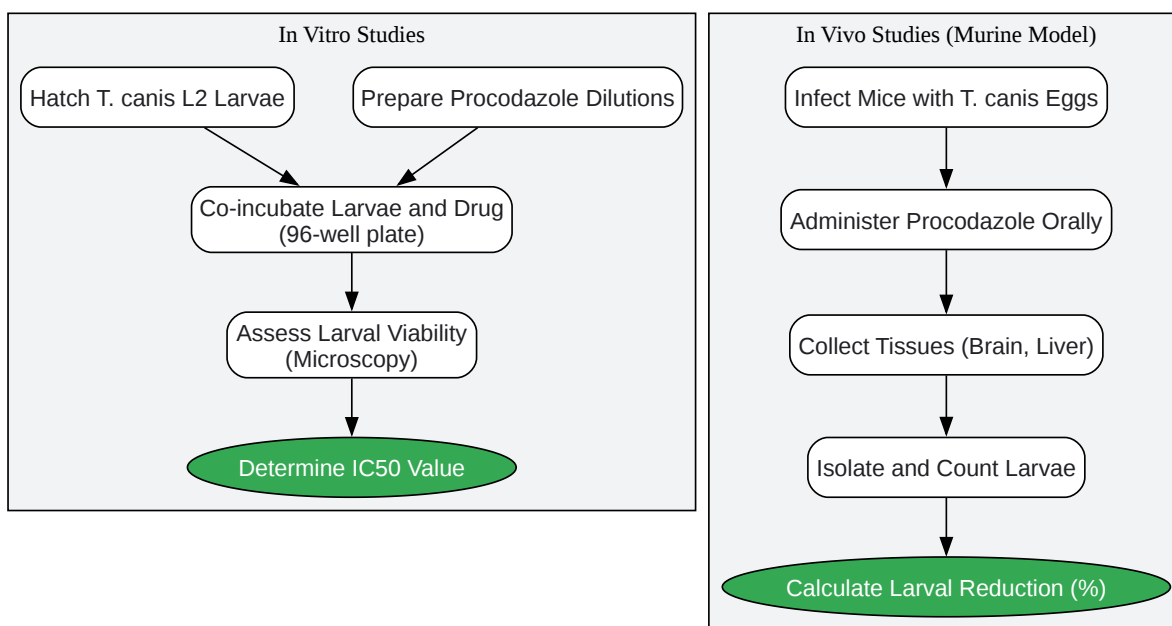 In Vitro Studies
Hatch T. canis L2 Larvae
Prepare Procodazole Dilutions
Co-incubate Larvae and Drug
(96-well plate)
Assess Larval Viability
(Microscopy)
Determine IC50 Value
In Vivo Studies (Murine Model)
Infect Mice with T. canis Eggs
Administer Procodazole Orally
Collect Tissues (Brain, Liver)
Isolate and Count Larvae
Calculate Larval Reduction (%)